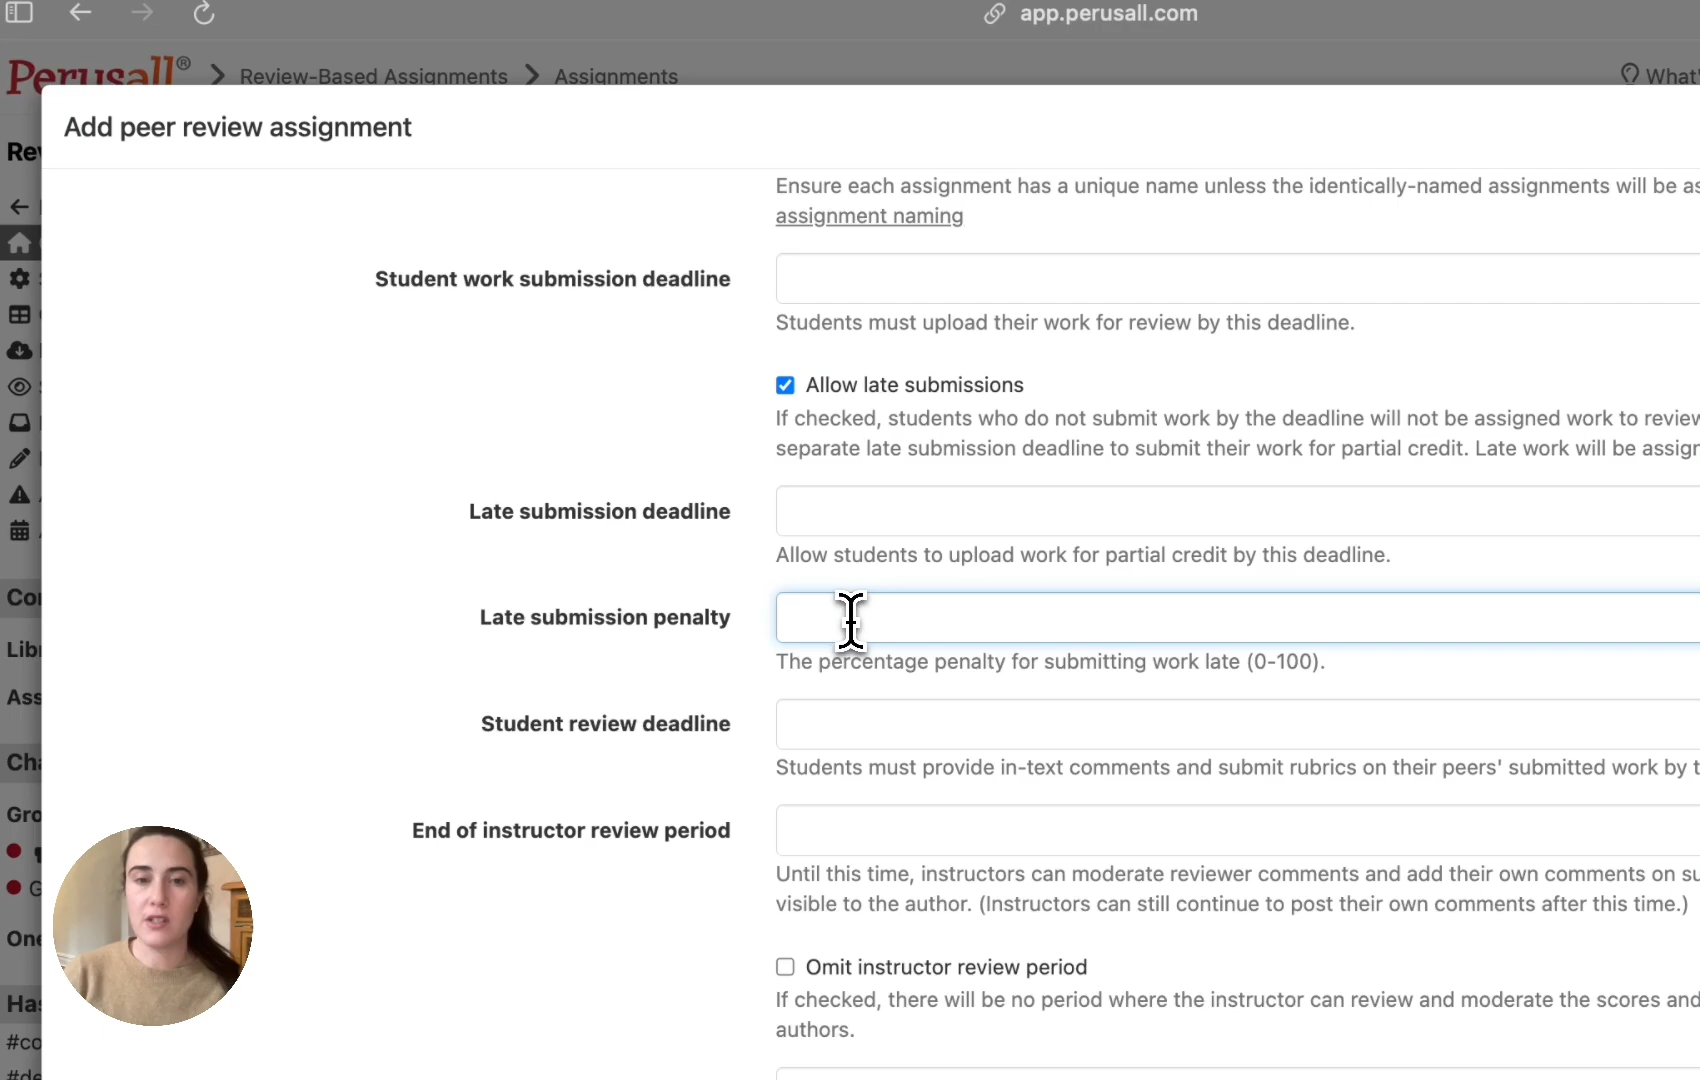 app.perusall.com
Perusall® > Review-Based Assignments > Assignments
What'
Add peer review assignment
Rev
Ensure each assignment has a unique name unless the identically-named assignments will be as
assignment naming
Student work submission deadline
Students must upload their work for review by this deadline.
Allow late submissions
If checked, students who do not submit work by the deadline will not be assigned work to review
separate late submission deadline to submit their work for partial credit. Late work will be assign
Late submission deadline
Allow students to upload work for partial credit by this deadline.
Con
Late submission penalty
Libr
The percentage penalty for submitting work late (0-100).
Ass
Student review deadline
Cha
Students must provide in-text comments and submit rubrics on their peers' submitted work by t
Gro
End of instructor review period
G
Until this time, instructors can moderate reviewer comments and add their own comments on su
visible to the author. (Instructors can still continue to post their own comments after this time.)
One
Omit instructor review period
Has
If checked, there will be no period where the instructor can review and moderate the scores and
authors.
#co
#de